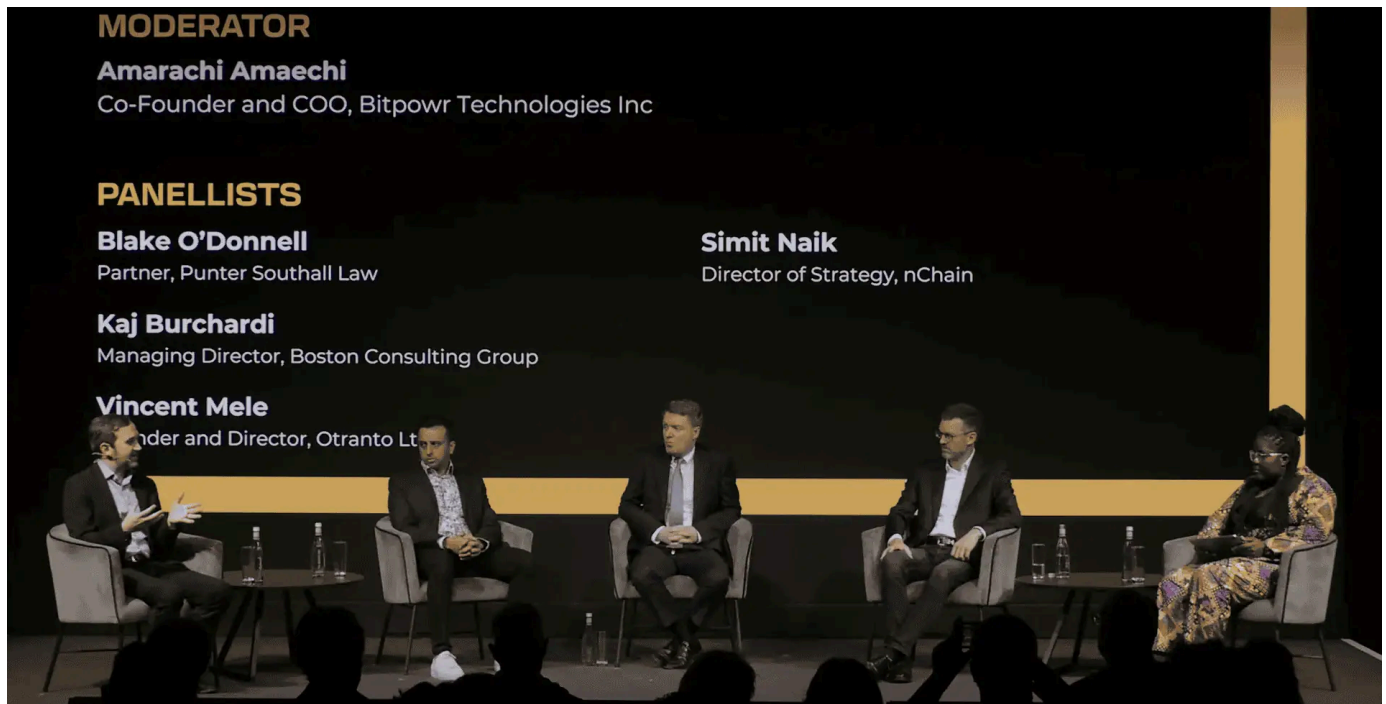 MODERATOR
Amarachi Amaechi
Co-Founder and COO, Bitpowr Technologies Inc
PANELLISTS
Blake O’Donnell
Partner, Punter Southall Law
Kaj Burchardi
Managing Director, Boston Consulting Group
Vincent Mele
and Director, Otranto
Simit Naik
Director of Strategy, nChain